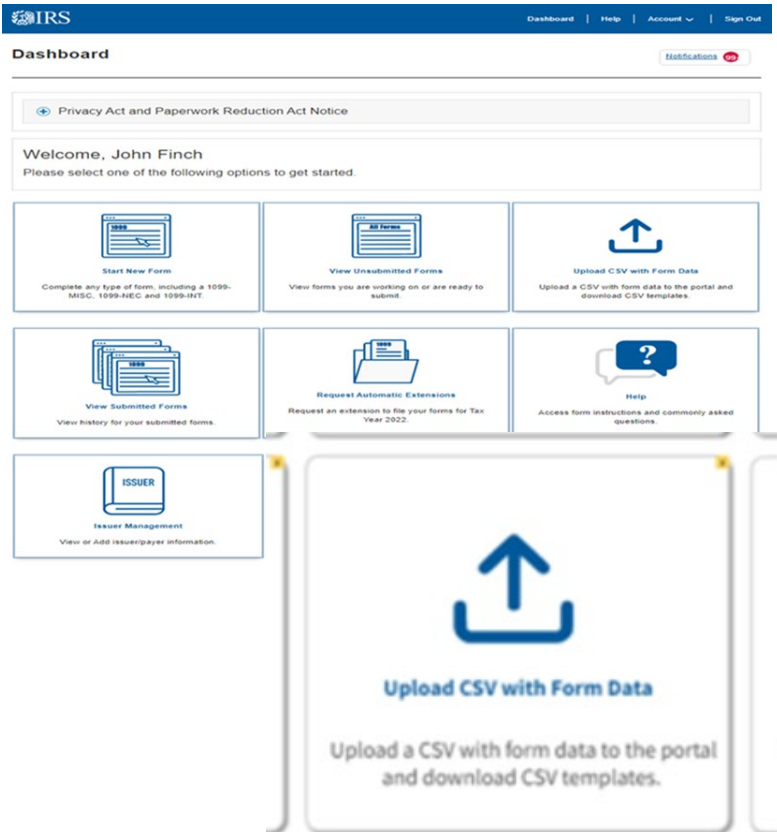 IRS
Dashboard | Help | Account | Sign Out
Dashboard
Notifications 99
Privacy Act and Paperwork Reduction Act Notice
Welcome, John Finch
Please select one of the following options to get started.
1099
Start New Form
Complete any type of form, including a 1099-
MISC, 1099-NEC and 1099-INT.
All Forms
View Unsubmitted Forms
View forms you are working on or are ready to
submit.
Upload CSV with Form Data
Upload a CSV with form data to the portal and
download CSV templates.
1099
View Submitted Forms
View history for your submitted forms.
1099
Request Automatic Extensions
Request an extension to file your forms for Tax
Year 2022.
?
Help
Access form instructions and commonly asked
questions.
ISSUER
Issuer Management
View or Add issuer/payer information.
Upload CSV with Form Data
Upload a CSV with form data to the portal
and download CSV templates.